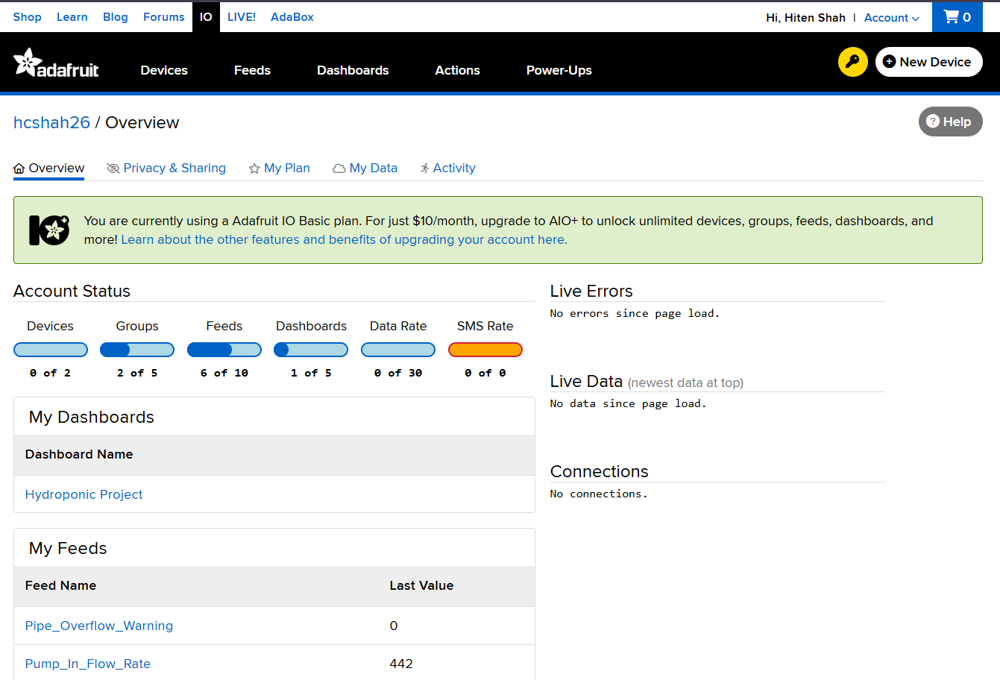 Shop Learn Blog Forums IO LIVE! AdaBox Hi, Hiten Shah | Account 0
adafruit Devices Feeds Dashboards Actions Power-Ups New Device
hcshah26 / Overview ? Help
Overview Privacy & Sharing My Plan My Data Activity
IO+ You are currently using a Adafruit IO Basic plan. For just $10/month, upgrade to AIO+ to unlock unlimited devices, groups, feeds, dashboards, and
more! Learn about the other features and benefits of upgrading your account here.
Account Status
Devices Groups Feeds Dashboards Data Rate SMS Rate
0 of 2 2 of 5 6 of 10 1 of 5 0 of 30 0 of 0
My Dashboards
Dashboard Name
Hydroponic Project
My Feeds
Feed Name Last Value
Pipe_Overflow_Warning 0
Pump_In_Flow_Rate 442
Live Errors
No errors since page load.
Live Data (newest data at top)
No data since page load.
Connections
No connections.